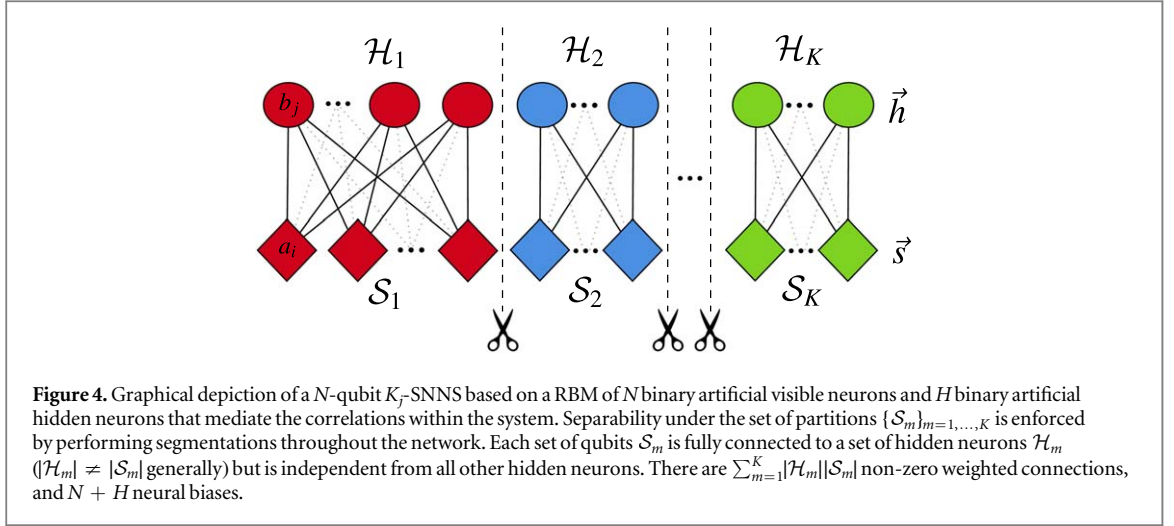 ℋ₁ ℋ₂ ℋ_K
b_j ... ... ... h⃗
...
a_i ... ... ... s⃗
𝒮₁ 𝒮₂ 𝒮_K
Figure 4. Graphical depiction of a N-qubit K_j-SNNS based on a RBM of N binary artificial visible neurons and H binary artificial
hidden neurons that mediate the correlations within the system. Separability under the set of partitions {𝒮_m}_{m=1,…,K} is enforced
by performing segmentations throughout the network. Each set of qubits 𝒮_m is fully connected to a set of hidden neurons ℋ_m
(|ℋ_m| ≠ |𝒮_m| generally) but is independent from all other hidden neurons. There are ∑_{m=1}^{K}|ℋ_m||𝒮_m| non-zero weighted connections,
and N + H neural biases.